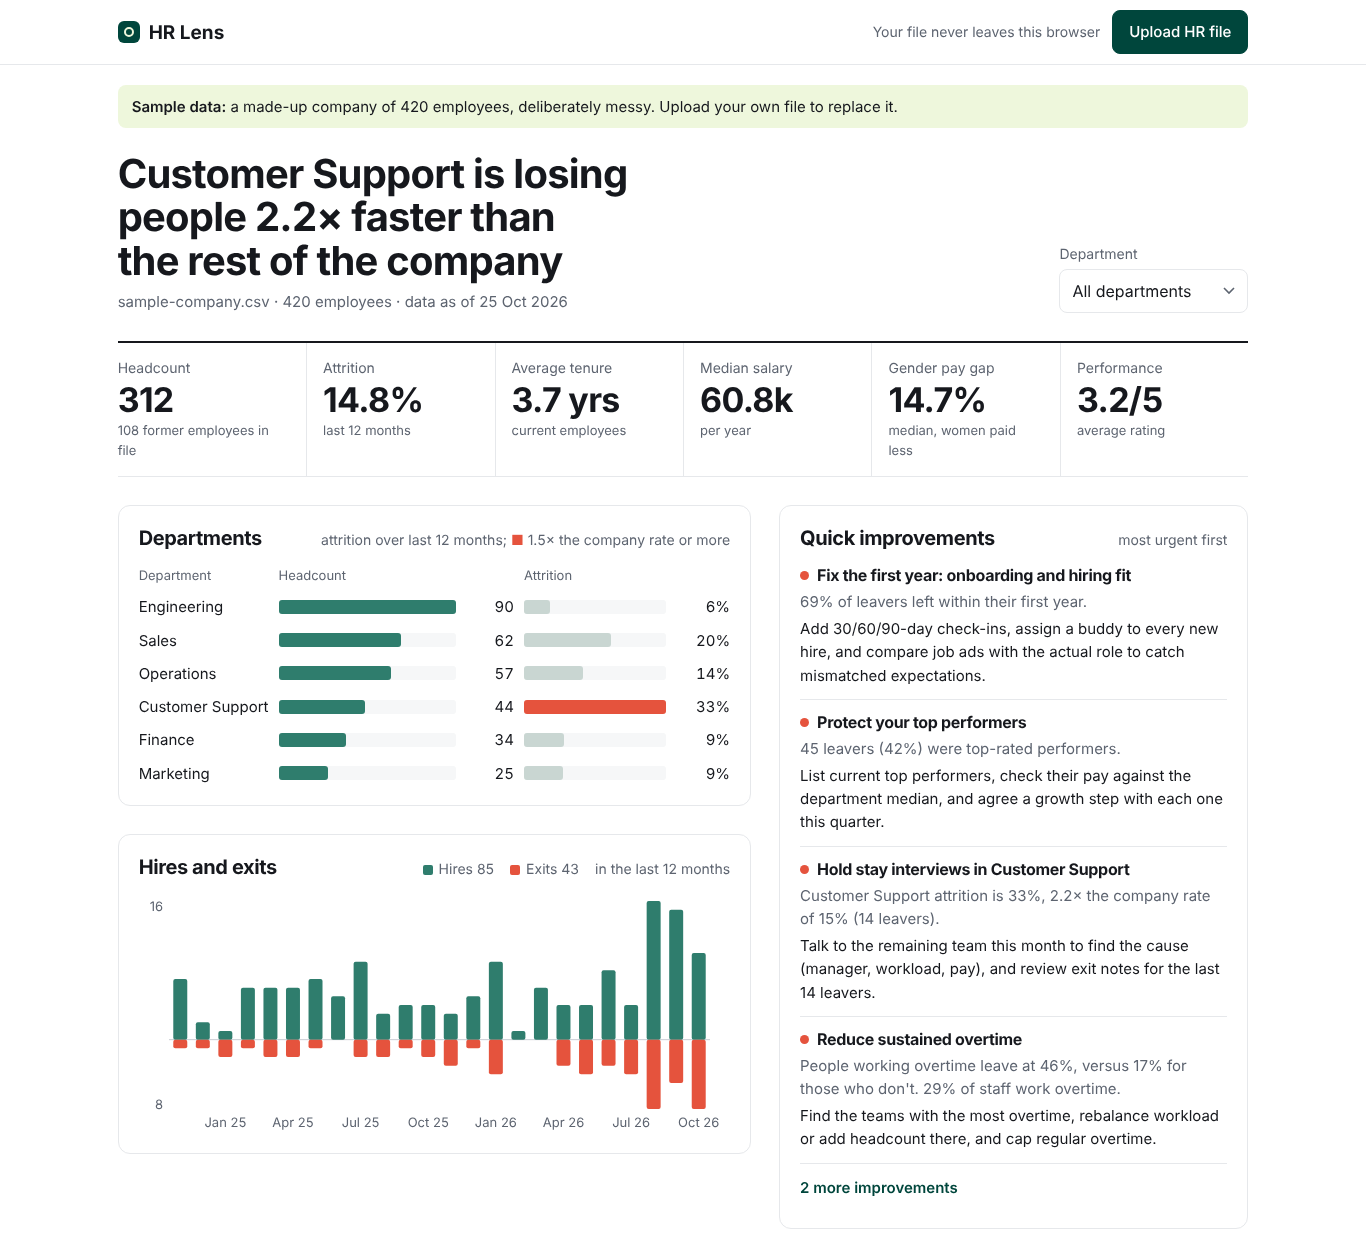 HR Lens
Your file never leaves this browser
Upload HR file
Sample data: a made-up company of 420 employees, deliberately messy. Upload your own file to replace it.
Customer Support is losing
people 2.2× faster than
the rest of the company
sample-company.csv · 420 employees · data as of 25 Oct 2026
Department
All departments
Headcount
312
108 former employees in
file
Attrition
14.8%
last 12 months
Average tenure
3.7 yrs
current employees
Median salary
60.8k
per year
Gender pay gap
14.7%
median, women paid
less
Performance
3.2/5
average rating
Departments
attrition over last 12 months; 1.5× the company rate or more
Department Headcount Attrition
Engineering 90 6%
Sales 62 20%
Operations 57 14%
Customer Support 44 33%
Finance 34 9%
Marketing 25 9%
Hires and exits
Hires 85 Exits 43 in the last 12 months
16
8
Jan 25 Apr 25 Jul 25 Oct 25 Jan 26 Apr 26 Jul 26 Oct 26
Quick improvements
most urgent first
Fix the first year: onboarding and hiring fit
69% of leavers left within their first year.
Add 30/60/90-day check-ins, assign a buddy to every new
hire, and compare job ads with the actual role to catch
mismatched expectations.
Protect your top performers
45 leavers (42%) were top-rated performers.
List current top performers, check their pay against the
department median, and agree a growth step with each one
this quarter.
Hold stay interviews in Customer Support
Customer Support attrition is 33%, 2.2× the company rate
of 15% (14 leavers).
Talk to the remaining team this month to find the cause
(manager, workload, pay), and review exit notes for the last
14 leavers.
Reduce sustained overtime
People working overtime leave at 46%, versus 17% for
those who don't. 29% of staff work overtime.
Find the teams with the most overtime, rebalance workload
or add headcount there, and cap regular overtime.
2 more improvements